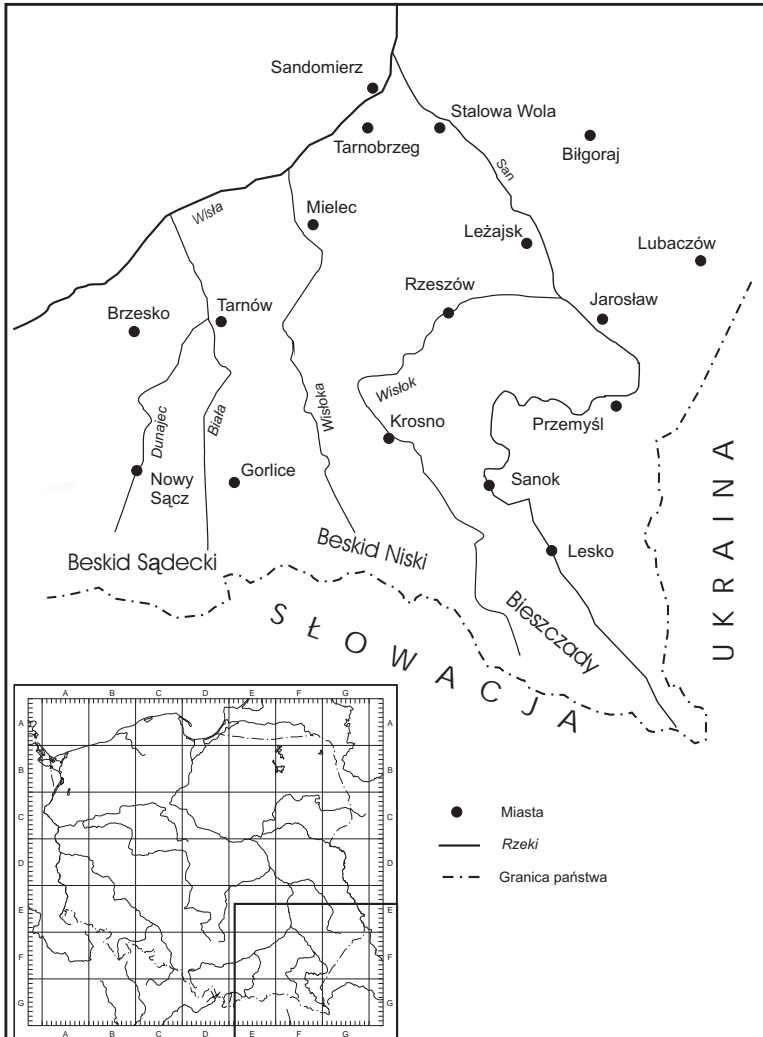 Sandomierz
Stalowa Wola
Tarnobrzeg
Biłgoraj
San
Wisła
Mielec
Leżajsk
Lubaczów
Rzeszów
Jarosław
Brzesko
Tarnów
Wisłok
Wisłoka
Dunajec
Biała
Krosno
Przemyśl
Nowy
Sącz
Gorlice
Sanok
Lesko
Beskid Sądecki
Beskid Niski
Bieszczady
SŁOWACJA
UKRAINA
A B C D E F G
A A
B B
C C
D D
E E
F F
G G
A B C D E F G
Miasta
Rzeki
Granica państwa